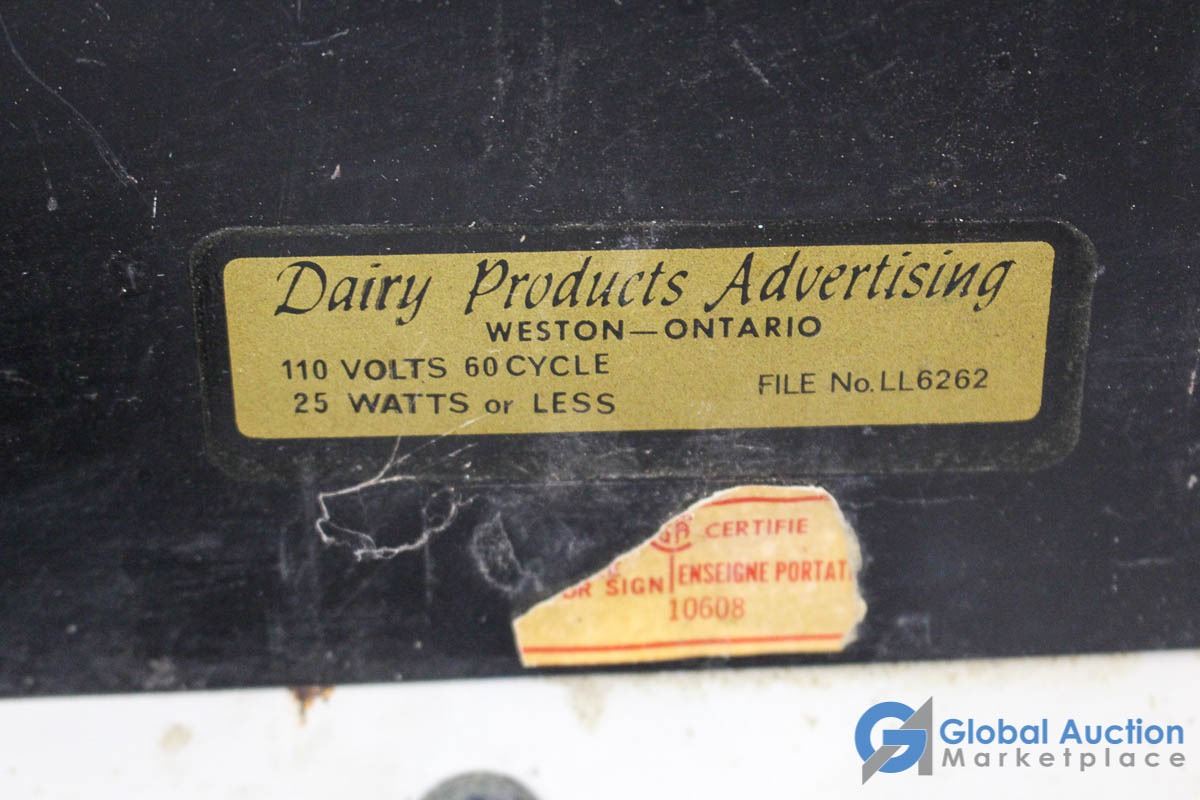 Dairy Products Advertising
WESTON—ONTARIO
110 VOLTS 60 CYCLE
25 WATTS or LESS
FILE No. LL6262
CERTIFIE
SIGN ENSEIGNE PORTAT
10608
Global Auction
Marketplace